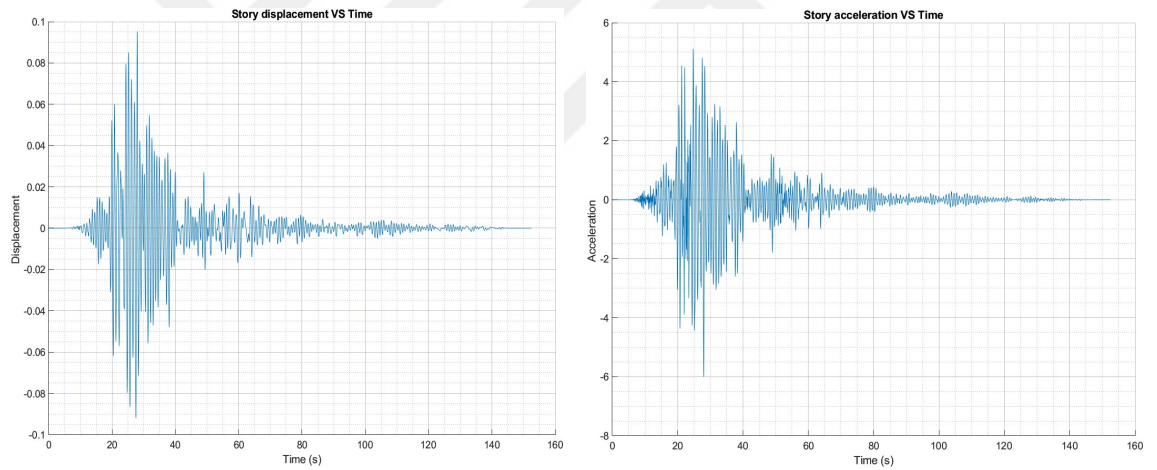 Story displacement VS Time
0.1
0.08
0.06
0.04
0.02
0
-0.02
-0.04
-0.06
-0.08
-0.1
Displacement
0 20 40 60 80 100 120 140 160
Time (s)
Story acceleration VS Time
6
4
2
0
-2
-4
-6
-8
Acceleration
0 20 40 60 80 100 120 140 160
Time (s)